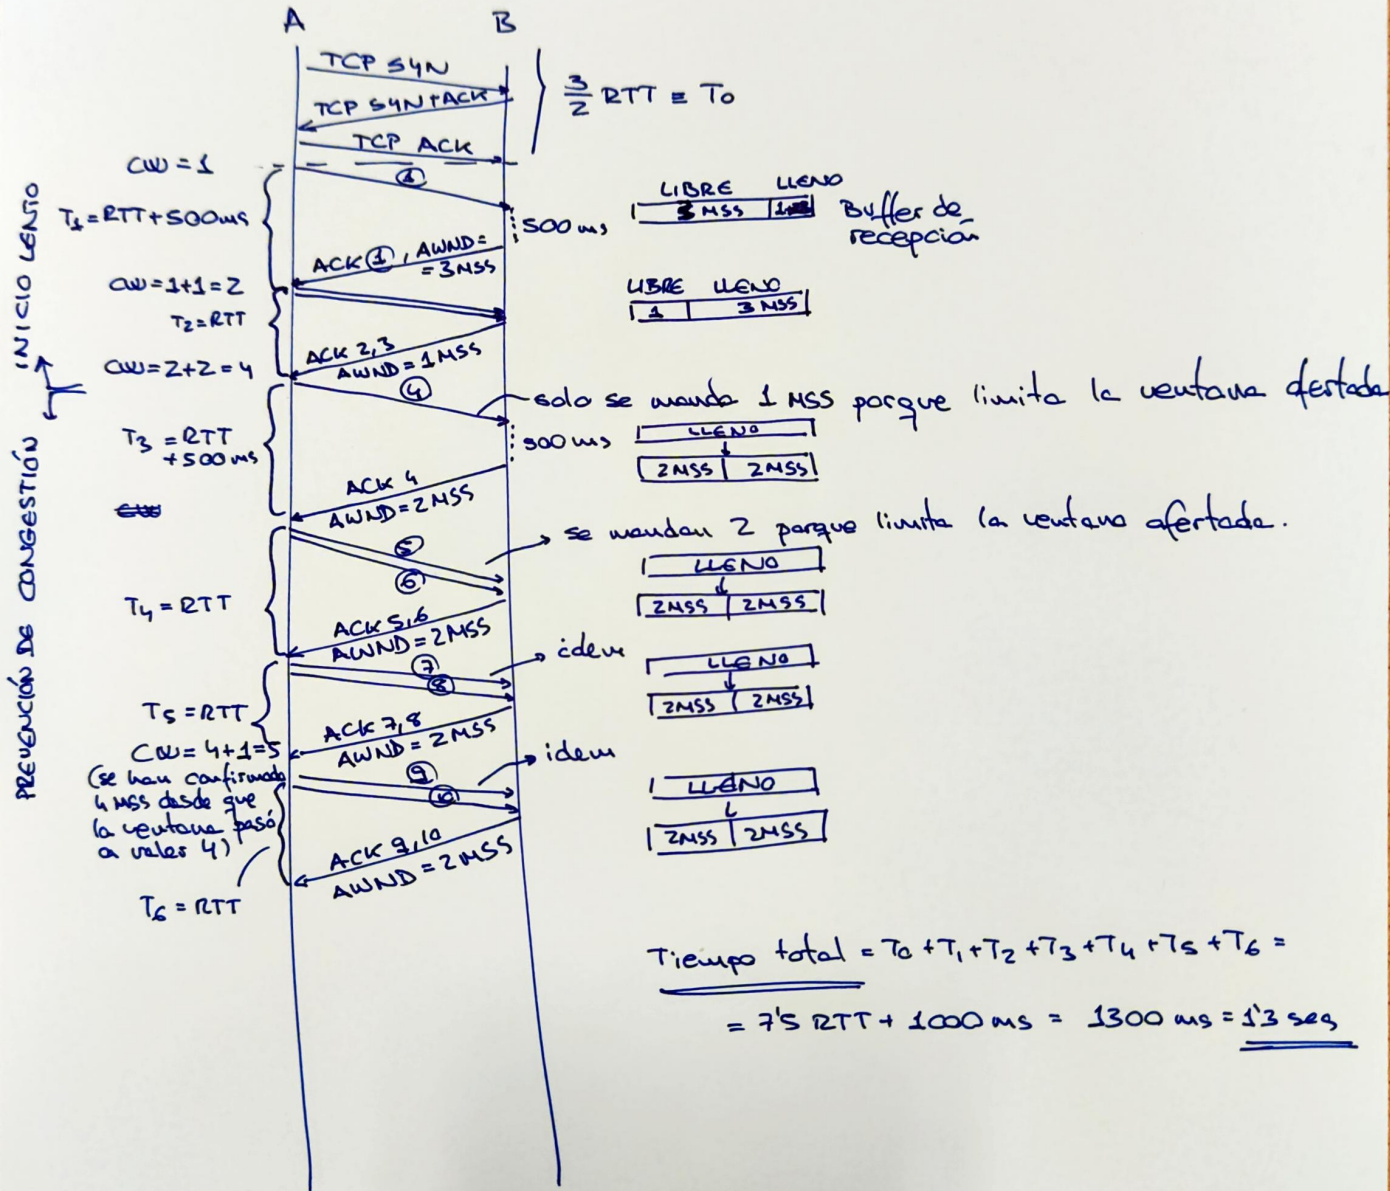 A B
TCP SYN
TCP SYN+ACK
TCP ACK
3/2 RTT ≡ T0
CW = 1
①
T1 = RTT + 500ms
500 ms
LIBRE LLENO
3 MSS
Buffer de
recepción
ACK ①, AWND=
= 3MSS
CW=1+1=2
T2=RTT
LIBRE LLENO
1 3 MSS
ACK 2,3
AWND=1MSS
CW=2+2=4
INICIO LENTO
PREVENCIÓN DE CONGESTIÓN
④
solo se manda 1 MSS porque limita la ventana ofertada
T3 = RTT
+500ms
500 ms
LLENO
2MSS 2MSS
ACK 4
AWND=2MSS
⑤
⑥
se mandan 2 porque limita la ventana ofertada.
T4 = RTT
LLENO
2MSS 2MSS
ACK 5,6
AWND=2MSS
⑦
⑧
idem
LLENO
2MSS 2MSS
T5 = RTT
ACK 7,8
AWND=2MSS
CW= 4+1=5
(se han confirmado
4 MSS desde que
la ventana pasó
a valer 4)
⑨
⑩
idem
LLENO
2MSS 2MSS
ACK 9,10
AWND=2MSS
T6 = RTT
Tiempo total = T0+T1+T2+T3+T4+T5+T6 =
= 7'5 RTT + 1000 ms = 1300 ms = 1'3 seg